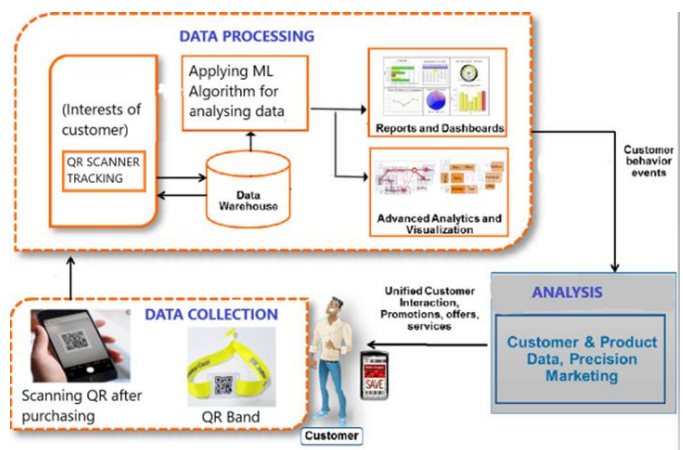 DATA PROCESSING
(Interests of
customer)
QR SCANNER
TRACKING
Applying ML
Algorithm for
analysing data
Data
Warehouse
Reports and Dashboards
Advanced Analytics and
Visualization
Customer
behavior
events
DATA COLLECTION
Scanning QR after
purchasing
QR Band
Customer
Unified Customer
Interaction,
Promotions, offers,
services
SAVE
ANALYSIS
Customer & Product
Data, Precision
Marketing